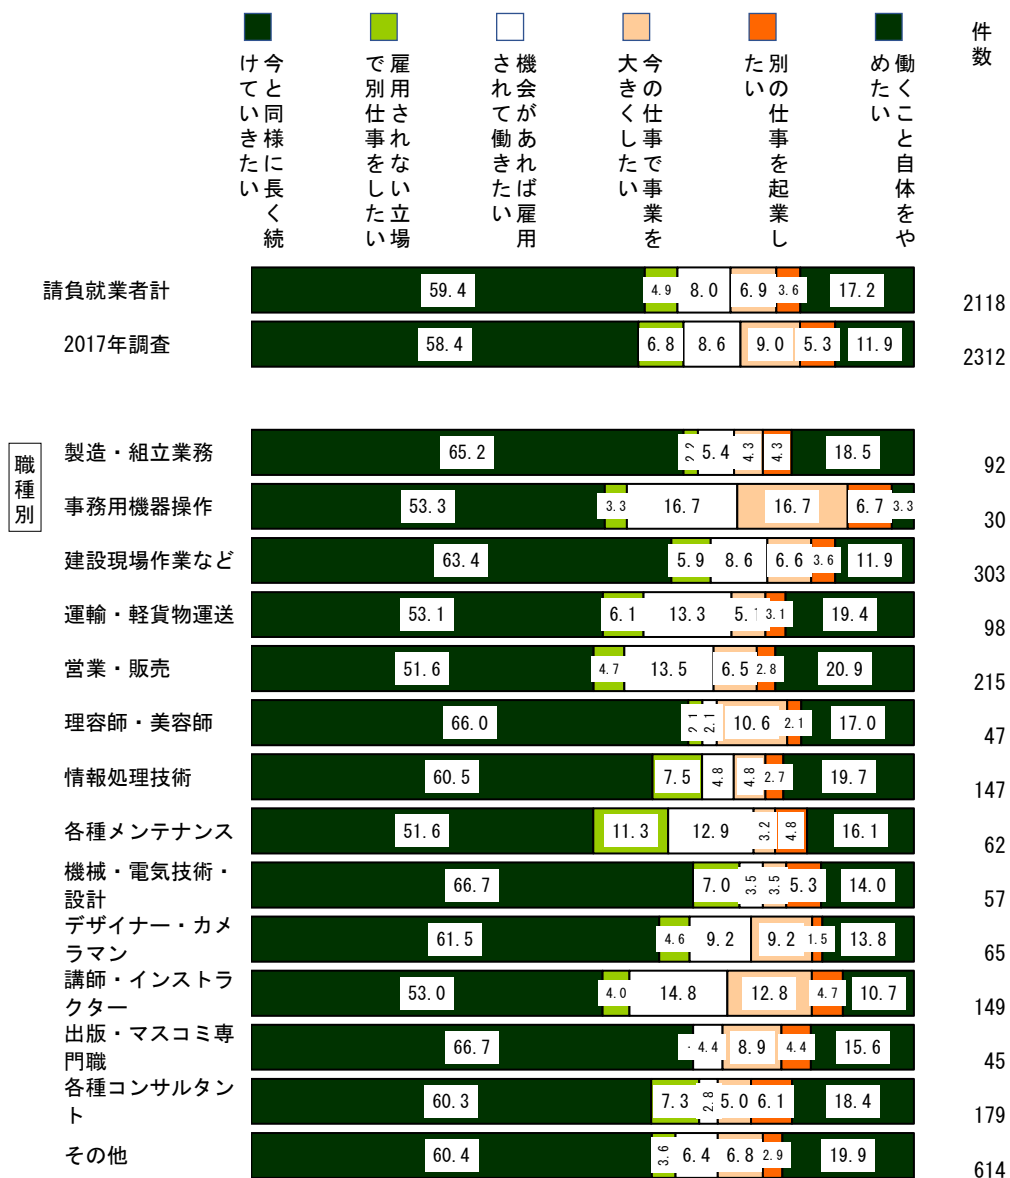 今と同様に長く続
けていきたい
雇用されない立場
で別仕事をしたい
機会があれば雇用
されて働きたい
今の仕事で事業を
大きくしたい
別の仕事を起業し
たい
働くこと自体をや
めたい
件数
請負就業者計 59.4 4.9 8.0 6.9 3.6 17.2 2118
2017年調査 58.4 6.8 8.6 9.0 5.3 11.9 2312
職種別
製造・組立業務 65.2 2.2 5.4 4.3 4.3 18.5 92
事務用機器操作 53.3 3.3 16.7 16.7 6.7 3.3 30
建設現場作業など 63.4 5.9 8.6 6.6 3.6 11.9 303
運輸・軽貨物運送 53.1 6.1 13.3 5.1 3.1 19.4 98
営業・販売 51.6 4.7 13.5 6.5 2.8 20.9 215
理容師・美容師 66.0 2.1 2.1 10.6 2.1 17.0 47
情報処理技術 60.5 7.5 4.8 4.8 2.7 19.7 147
各種メンテナンス 51.6 11.3 12.9 3.2 4.8 16.1 62
機械・電気技術・
設計 66.7 7.0 3.5 3.5 5.3 14.0 57
デザイナー・カメ
ラマン 61.5 4.6 9.2 9.2 1.5 13.8 65
講師・インストラ
クター 53.0 4.0 14.8 12.8 4.7 10.7 149
出版・マスコミ専
門職 66.7 - 4.4 8.9 4.4 15.6 45
各種コンサルタン
ト 60.3 7.3 2.8 5.0 6.1 18.4 179
その他 60.4 3.6 6.4 6.8 2.9 19.9 614